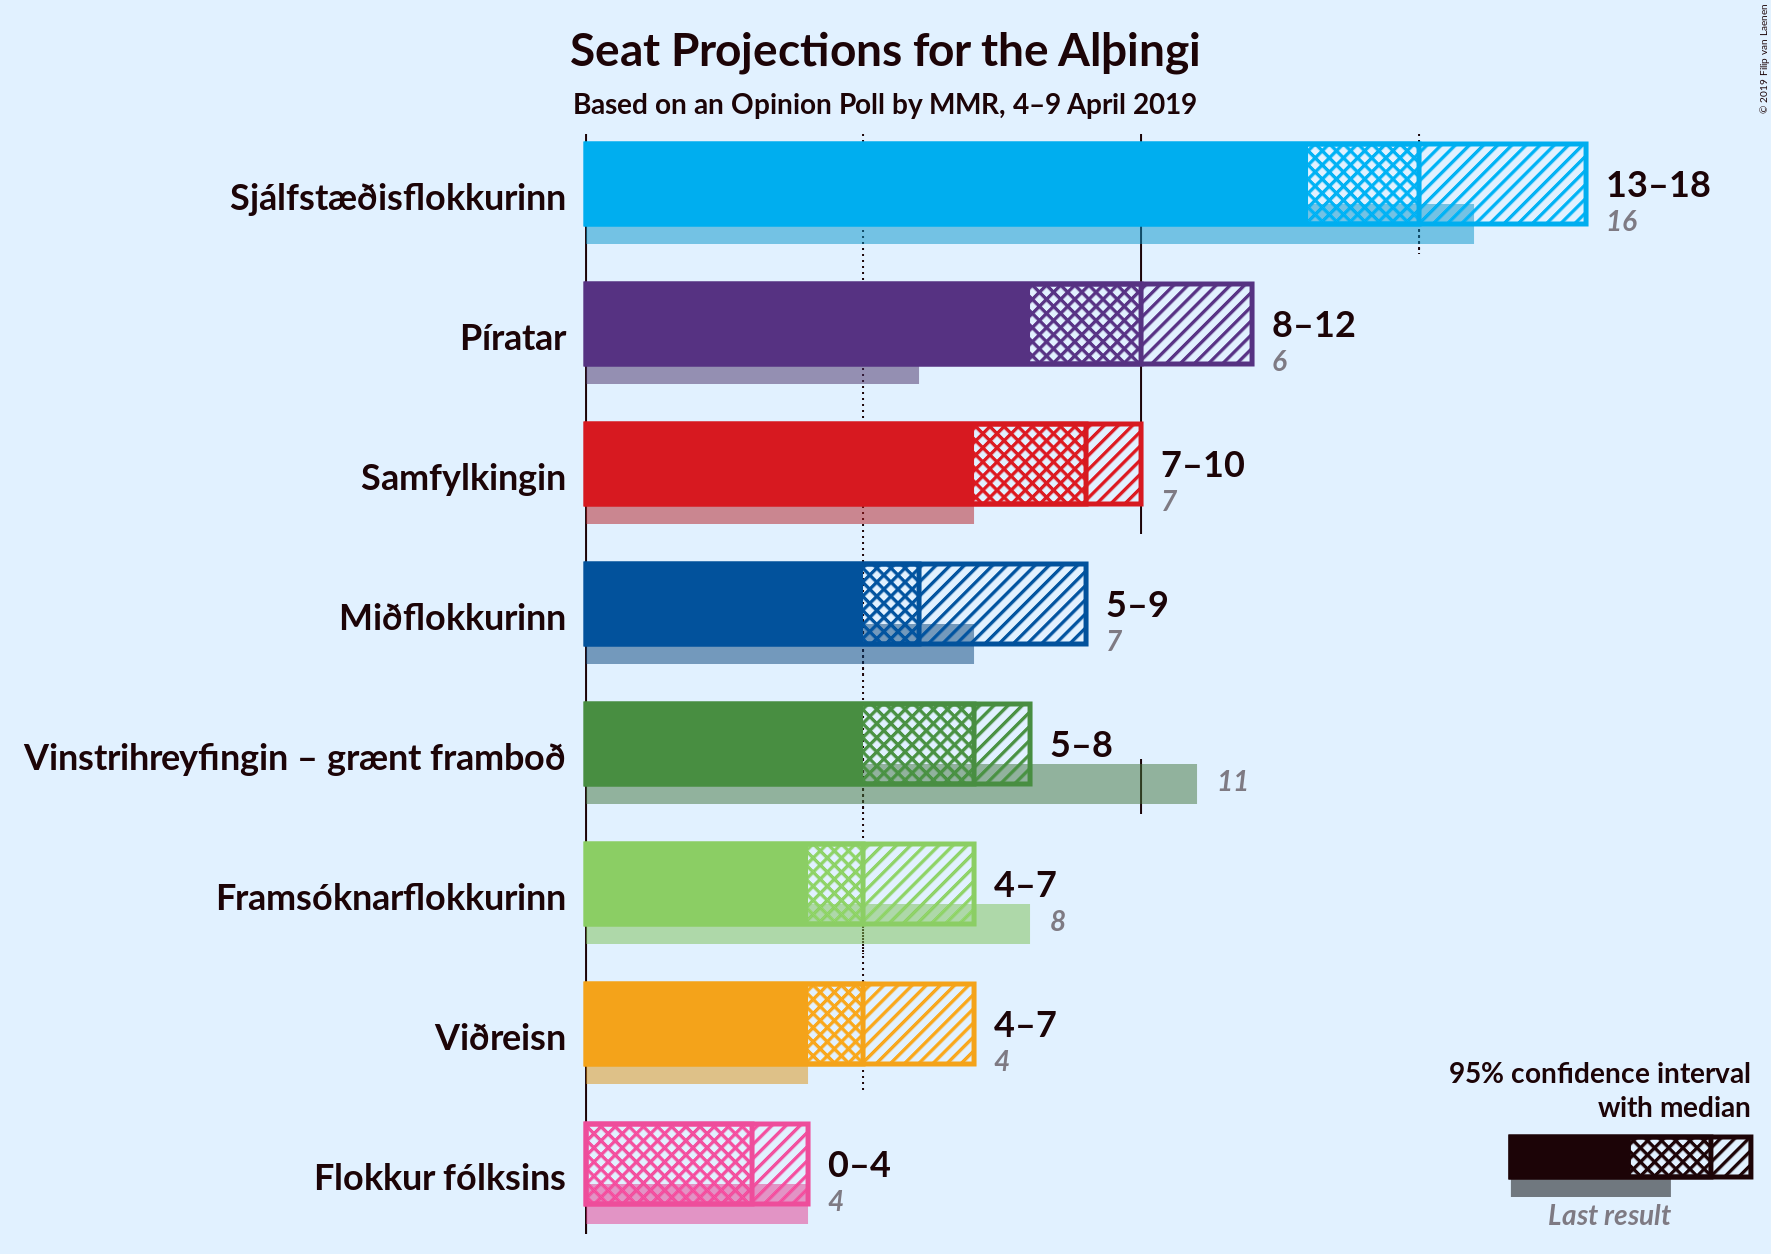 Seat Projections for the Alþingi
Based on an Opinion Poll by MMR, 4–9 April 2019
© 2019 Filip van Laenen
Sjálfstæðisflokkurinn
13–18
16
Píratar
8–12
6
Samfylkingin
7–10
7
Miðflokkurinn
5–9
7
Vinstrihreyfingin – grænt framboð
5–8
11
Framsóknarflokkurinn
4–7
8
Viðreisn
4–7
4
Flokkur fólksins
0–4
4
95% confidence interval
with median
Last result